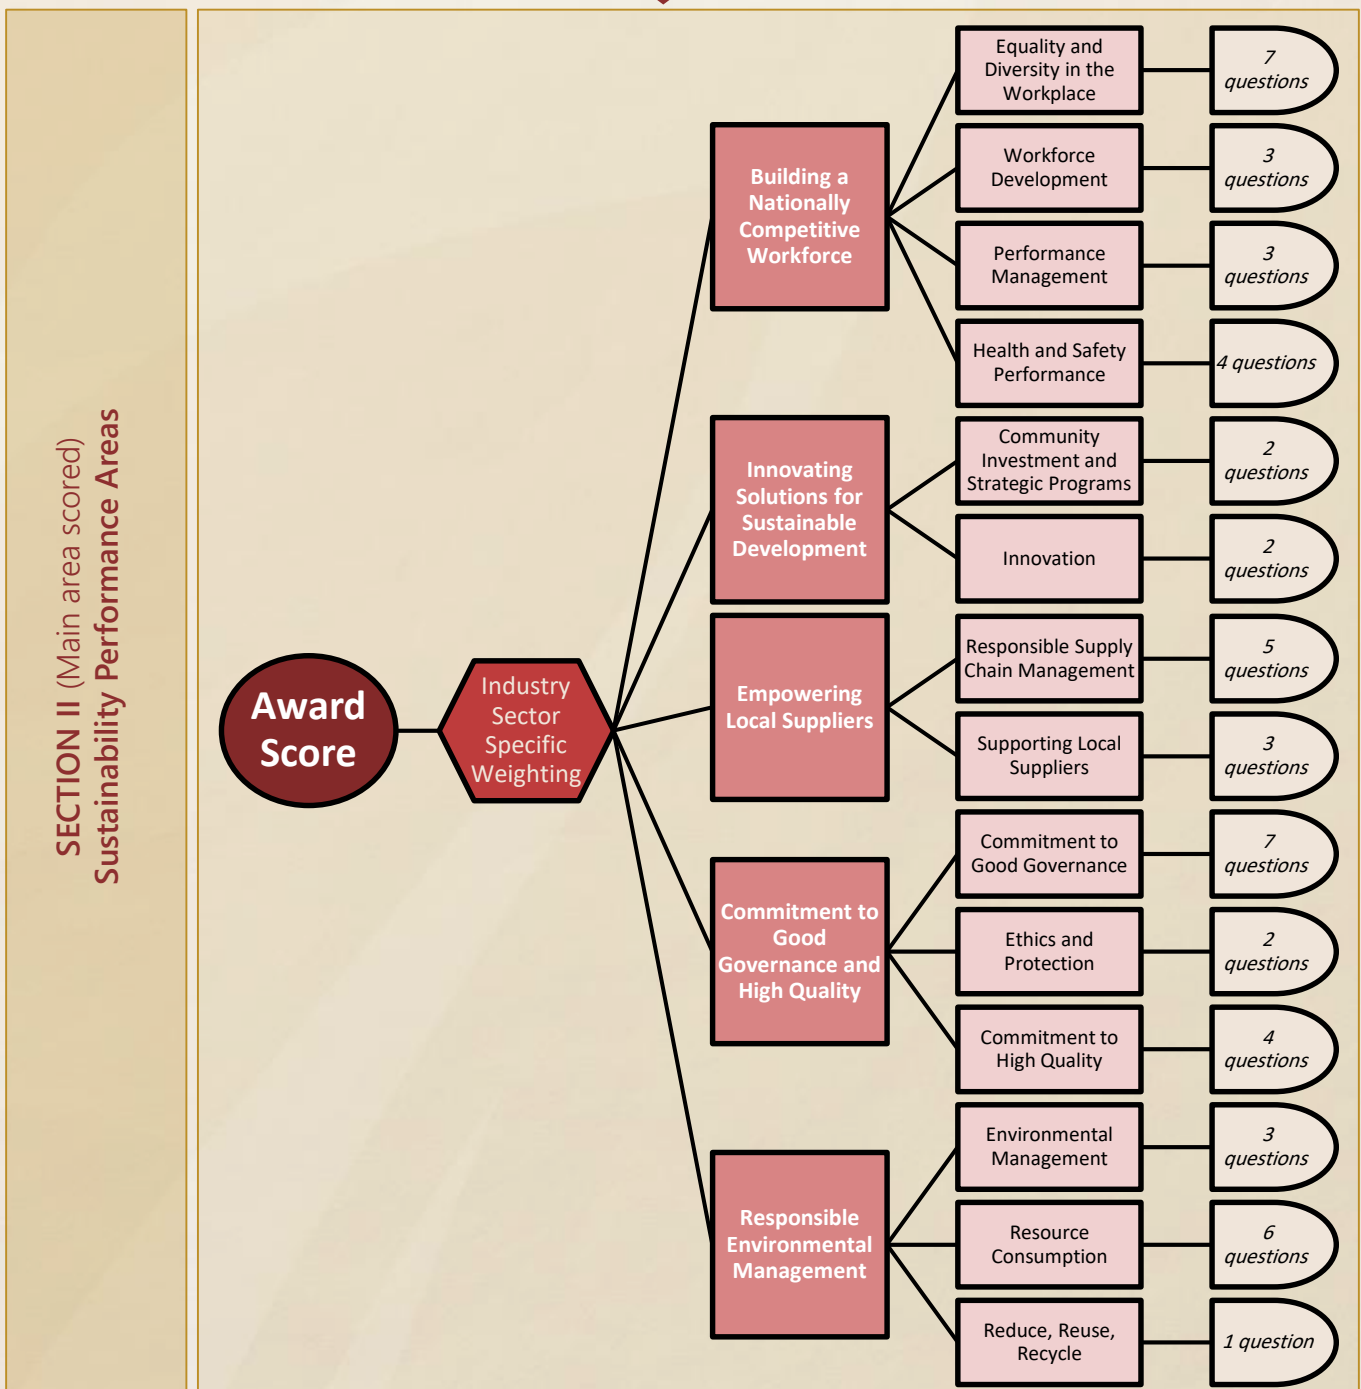 SECTION II (Main area scored)
Sustainability Performance Areas
Award
Score
Industry
Sector
Specific
Weighting
Building a
Nationally
Competitive
Workforce
Equality and
Diversity in the
Workplace
7
questions
Workforce
Development
3
questions
Performance
Management
3
questions
Health and Safety
Performance
4 questions
Innovating
Solutions for
Sustainable
Development
Community
Investment and
Strategic Programs
2
questions
Innovation
2
questions
Empowering
Local Suppliers
Responsible Supply
Chain Management
5
questions
Supporting Local
Suppliers
3
questions
Commitment to
Good
Governance and
High Quality
Commitment to
Good Governance
7
questions
Ethics and
Protection
2
questions
Commitment to
High Quality
4
questions
Responsible
Environmental
Management
Environmental
Management
3
questions
Resource
Consumption
6
questions
Reduce, Reuse,
Recycle
1 question